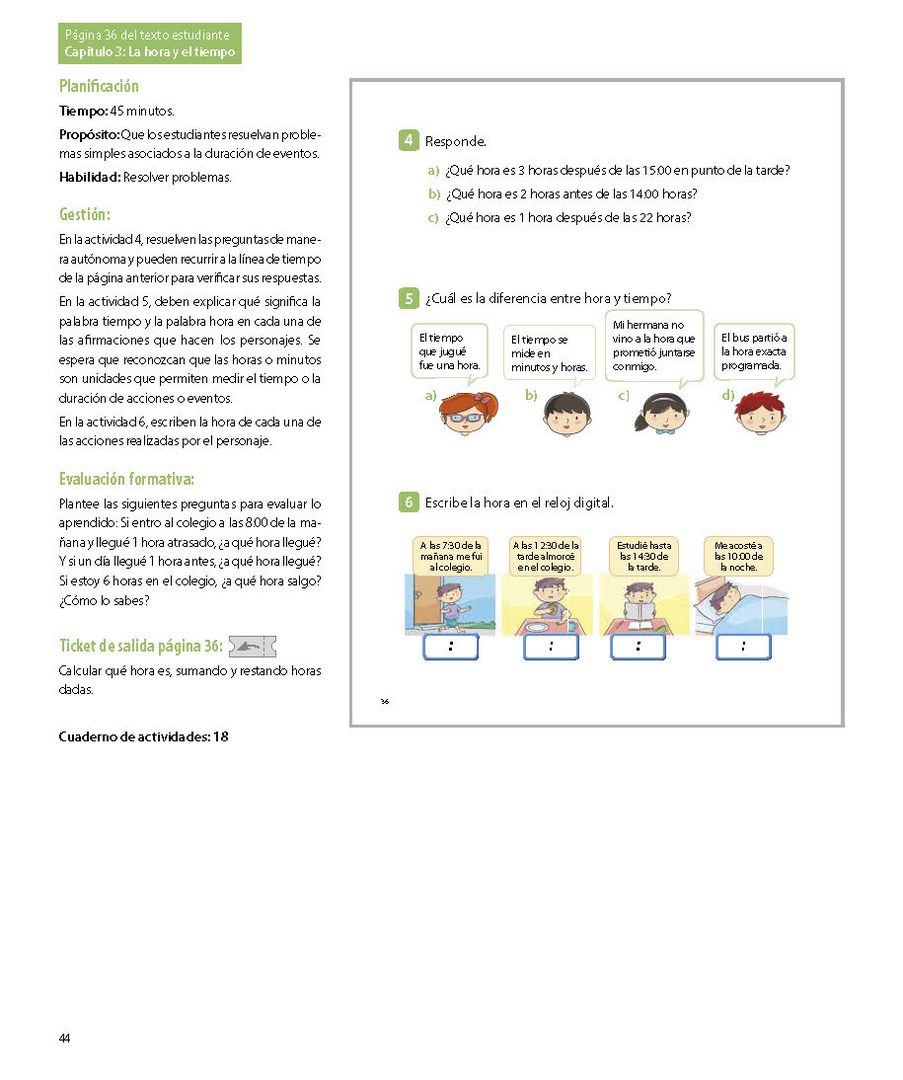 Página 36 del texto estudiante
Capítulo 3: La hora y el tiempo
Planificación
Tiempo: 45 minutos.
Propósito: Que los estudiantes resuelvan proble-
mas simples asociados a la duración de eventos.
Habilidad: Resolver problemas.
Gestión:
En la actividad 4, resuelven las preguntas de mane-
ra autónoma y pueden recurrir a la línea de tiempo
de la página anterior para verificar sus respuestas.
En la actividad 5, deben explicar qué significa la
palabra tiempo y la palabra hora en cada una de
las afirmaciones que hacen los personajes. Se
espera que reconozcan que las horas o minutos
son unidades que permiten medir el tiempo o la
duración de acciones o eventos.
En la actividad 6, escriben la hora de cada una de
las acciones realizadas por el personaje.
Evaluación formativa:
Plantee las siguientes preguntas para evaluar lo
aprendido: Si entro al colegio a las 8:00 de la ma-
ñana y llegué 1 hora atrasado, ¿a qué hora llegué?
Y si un día llegué 1 hora antes, ¿a qué hora llegué?
Si estoy 6 horas en el colegio, ¿a qué hora salgo?
¿Cómo lo sabes?
Ticket de salida página 36:
Calcular qué hora es, sumando y restando horas
dadas.
Cuaderno de actividades: 18
4 Responde.
a) ¿Qué hora es 3 horas después de las 15:00 en punto de la tarde?
b) ¿Qué hora es 2 horas antes de las 14:00 horas?
c) ¿Qué hora es 1 hora después de las 22 horas?
5 ¿Cuál es la diferencia entre hora y tiempo?
El tiempo
que jugué
fue una hora.
a)
El tiempo se
mide en
minutos y horas.
b)
Mi hermana no
vino a la hora que
prometió juntarse
conmigo.
c)
El bus partió a
la hora exacta
programada.
d)
6 Escribe la hora en el reloj digital.
A las 7:30 de la
mañana me fui
al colegio.
:
A las 12:30 de la
tarde almorcé
en el colegio.
:
Estudié hasta
las 14:30 de
la tarde.
:
Me acosté a
las 10:00 de
la noche.
:
36
44